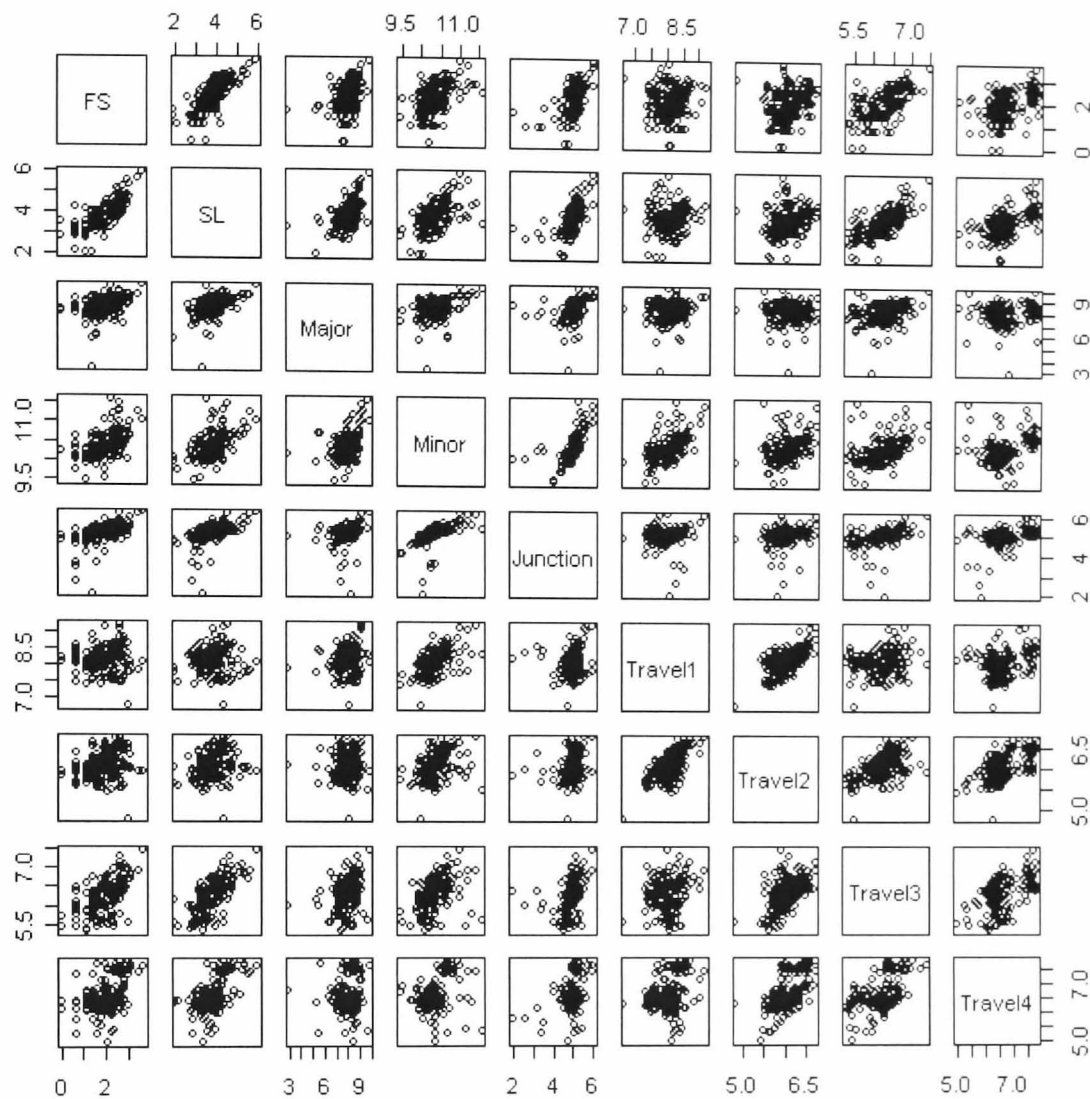 2 4 6 9.5 11.0 7.0 8.5 5.5 7.0
FS 0 2
2 4 6 SL
Major 3 6 9
9.5 11.0 Minor
Junction 2 4 6
7.0 8.5 Travel1
Travel2 5.0 6.5
5.5 7.0 Travel3
Travel4 5.0 7.0
0 2 3 6 9 2 4 6 5.0 6.5 5.0 7.0